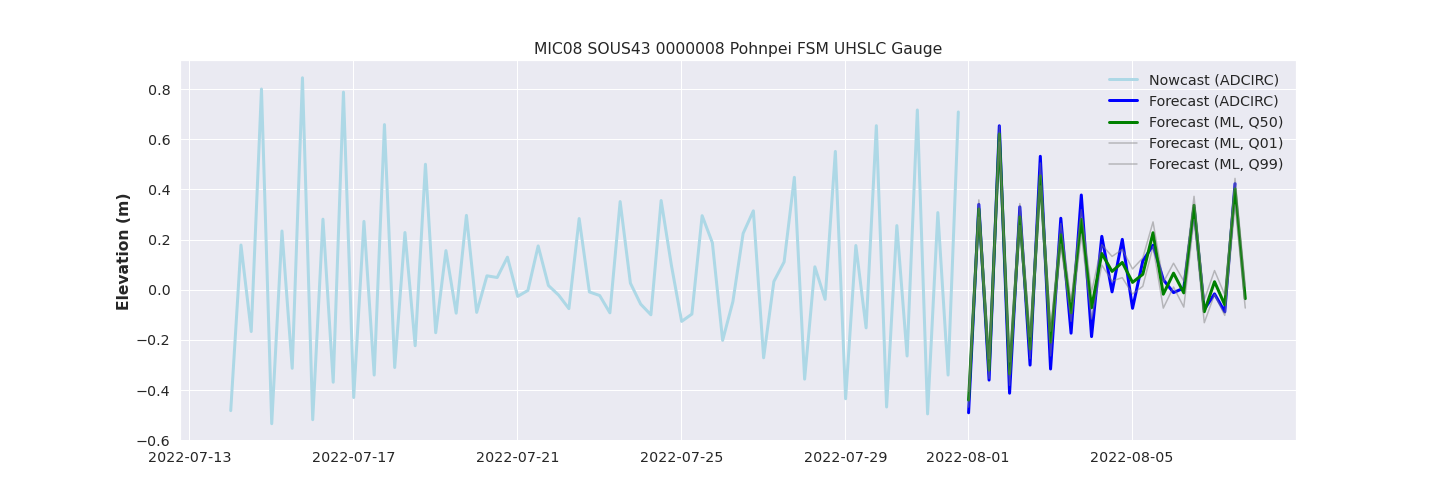 MIC08 SOUS43 0000008 Pohnpei FSM UHSLC Gauge
Nowcast (ADCIRC)
Forecast (ADCIRC)
Forecast (ML, Q50)
Forecast (ML, Q01)
Forecast (ML, Q99)
Elevation (m)
0.8
0.6
0.4
0.2
0.0
−0.2
−0.4
−0.6
2022-07-13 2022-07-17 2022-07-21 2022-07-25 2022-07-29 2022-08-01 2022-08-05